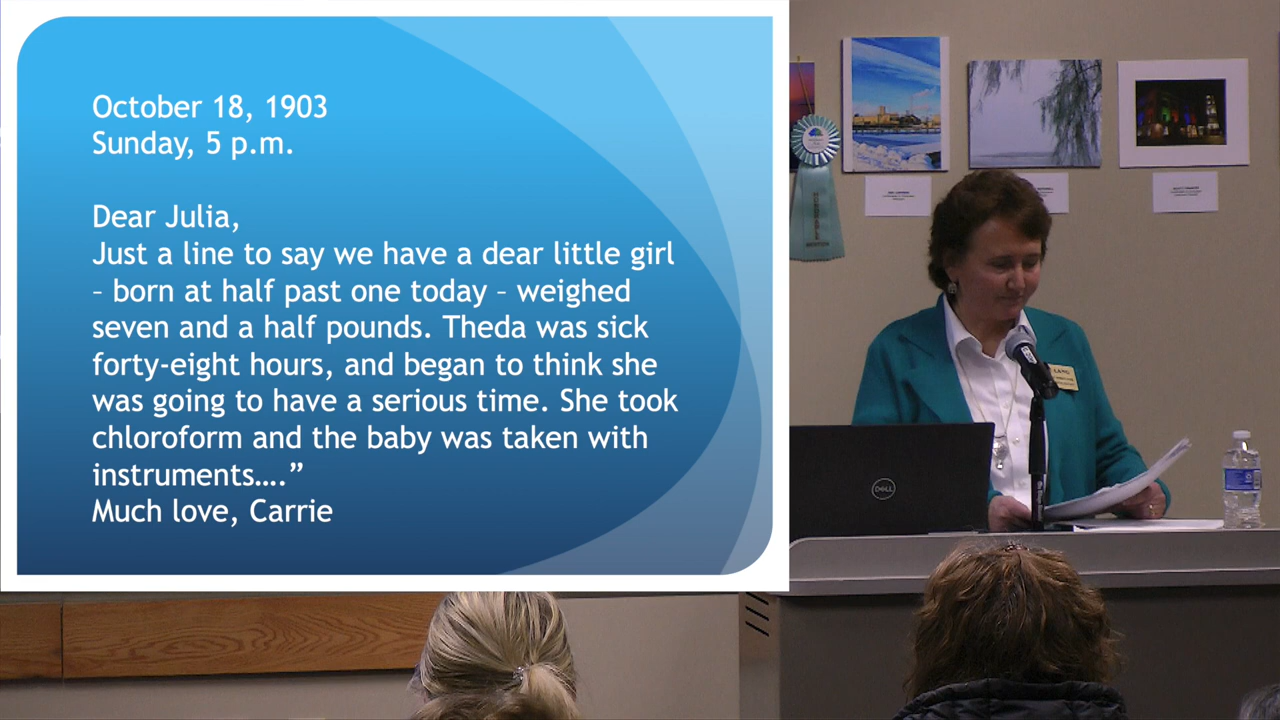 October 18, 1903
Sunday, 5 p.m.
Dear Julia,
Just a line to say we have a dear little girl
– born at half past one today – weighed
seven and a half pounds. Theda was sick
forty-eight hours, and began to think she
was going to have a serious time. She took
chloroform and the baby was taken with
instruments….”
Much love, Carrie
DELL